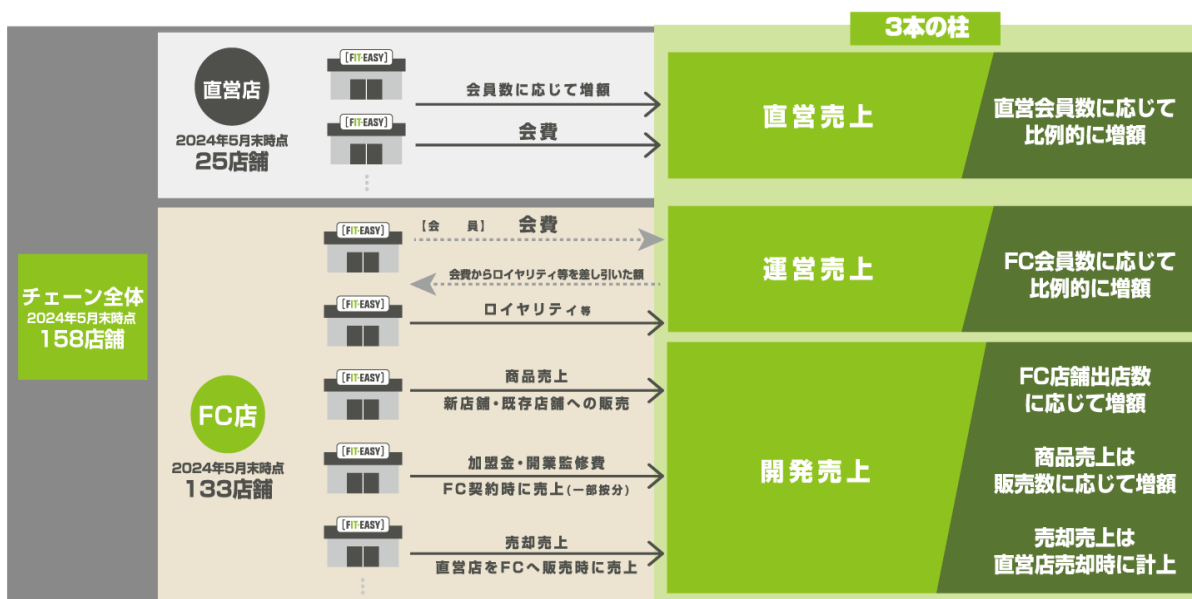 3本の柱
チェーン全体
2024年5月末時点
158店舗
直営店
2024年5月末時点
25店舗
[FIT-EASY]
[FIT-EASY]
会員数に応じて増額
会費
直営売上
直営会員数に応じて
比例的に増額
FC店
2024年5月末時点
133店舗
[FIT-EASY]
【会　員】 会費
会費からロイヤリティ等を差し引いた額
[FIT-EASY]
ロイヤリティ等
運営売上
FC会員数に応じて
比例的に増額
[FIT-EASY]
商品売上
新店舗・既存店舗への販売
[FIT-EASY]
加盟金・開業監修費
FC契約時に売上(一部按分)
[FIT-EASY]
売却売上
直営店をFCへ販売時に売上
開発売上
FC店舗出店数
に応じて増額
商品売上は
販売数に応じて増額
売却売上は
直営店売却時に計上